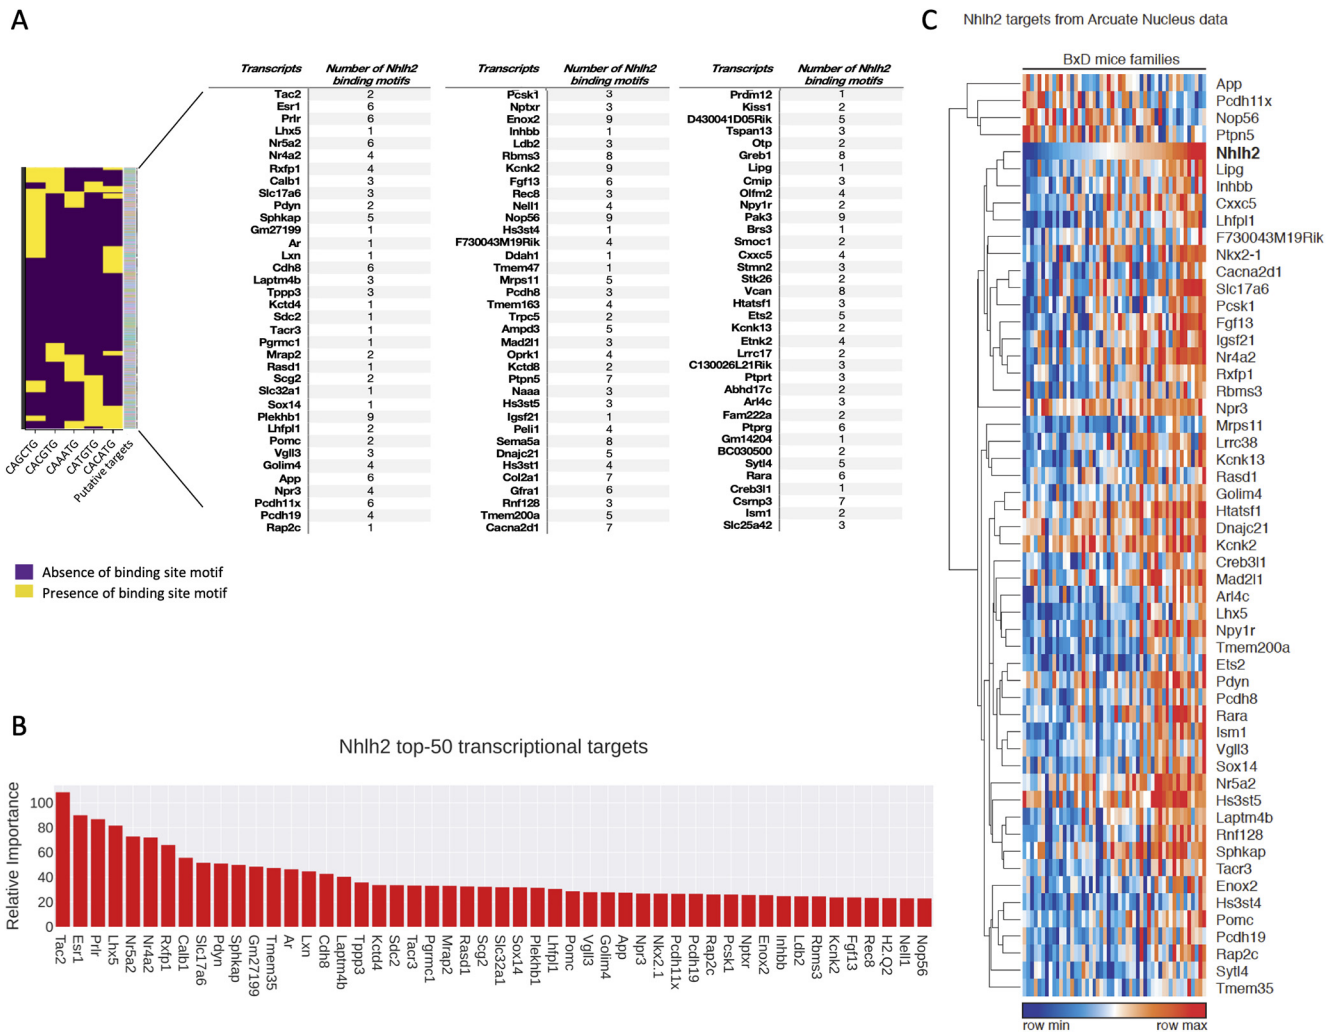 A
Transcripts Number of Nhlh2 binding motifs
Tac2 2
Esr1 6
Prlr 6
Lhx5 1
Nr5a2 6
Nr4a2 4
Rxfp1 4
Calb1 3
Slc17a6 3
Pdyn 2
Sphkap 5
Gm27199 1
Ar 1
Lxn 1
Cdh8 6
Laptm4b 3
Tppp3 3
Kctd4 1
Sdc2 1
Tacr3 1
Pgrmc1 1
Mrap2 2
Rasd1 1
Scg2 2
Slc32a1 1
Sox14 1
Plekhb1 9
Lhfpl1 2
Pomc 2
Vgll3 3
Golim4 4
App 6
Npr3 4
Pcdh11x 6
Pcdh19 4
Rap2c 1
Transcripts Number of Nhlh2 binding motifs
Pcsk1 3
Nptxr 3
Enox2 9
Inhbb 1
Ldb2 3
Rbms3 8
Kcnk2 9
Fgf13 6
Rec8 3
Nell1 4
Nop56 9
Hs3st4 1
F730043M19Rik 4
Ddah1 1
Tmem47 1
Mrps11 5
Pcdh8 3
Tmem163 4
Trpc5 2
Ampd3 5
Mad2l1 3
Oprk1 4
Kctd8 2
Ptpn5 7
Naaa 3
Hs3st5 3
Igsf21 1
Peli1 4
Sema5a 8
Dnajc21 5
Hs3st1 4
Col2a1 7
Gfra1 6
Rnf128 3
Tmem200a 5
Cacna2d1 7
Transcripts Number of Nhlh2 binding motifs
Prdm12 1
Kiss1 2
D430041D05Rik 5
Tspan13 3
Otp 2
Greb1 8
Lipg 1
Cmip 3
Olfm2 4
Npy1r 2
Pak3 9
Brs3 1
Smoc1 2
Cxxc5 4
Stmn2 3
Stk26 2
Vcan 8
Htatsf1 3
Ets2 5
Kcnk13 2
Etnk2 4
Lrrc17 2
C130026L21Rik 3
Ptprt 3
Abhd17c 2
Arl4c 3
Fam222a 2
Ptprg 6
Gm14204 1
BC030500 2
Sytl4 5
Rara 6
Creb3l1 1
Csrnp3 7
Ism1 2
Slc25a42 3
CAGCTG
CACGTG
CAAATG
CATGTG
CACATG
Putative targets
Absence of binding site motif
Presence of binding site motif
B
Nhlh2 top-50 transcriptional targets
Relative Importance
100
80
60
40
20
0
Tac2
Esr1
Prlr
Lhx5
Nr5a2
Nr4a2
Rxfp1
Calb1
Slc17a6
Pdyn
Sphkap
Gm27199
Tmem35
Ar
Lxn
Cdh8
Laptm4b
Tppp3
Kctd4
Sdc2
Tacr3
Pgrmc1
Mrap2
Rasd1
Scg2
Slc32a1
Sox14
Plekhb1
Lhfpl1
Pomc
Vgll3
Golim4
App
Npr3
Nkx2.1
Pcdh11x
Pcdh19
Rap2c
Pcsk1
Nptxr
Enox2
Inhbb
Ldb2
Rbms3
Kcnk2
Fgf13
Rec8
H2.Q2
Nell1
Nop56
C
Nhlh2 targets from Arcuate Nucleus data
BxD mice families
App
Pcdh11x
Nop56
Ptpn5
Nhlh2
Lipg
Inhbb
Cxxc5
Lhfpl1
F730043M19Rik
Nkx2-1
Cacna2d1
Slc17a6
Pcsk1
Fgf13
Igsf21
Nr4a2
Rxfp1
Rbms3
Npr3
Mrps11
Lrrc38
Kcnk13
Rasd1
Golim4
Htatsf1
Dnajc21
Kcnk2
Creb3l1
Mad2l1
Arl4c
Lhx5
Npy1r
Tmem200a
Ets2
Pdyn
Pcdh8
Rara
Ism1
Vgll3
Sox14
Nr5a2
Hs3st5
Laptm4b
Rnf128
Sphkap
Tacr3
Enox2
Hs3st4
Pomc
Pcdh19
Rap2c
Sytl4
Tmem35
row min row max